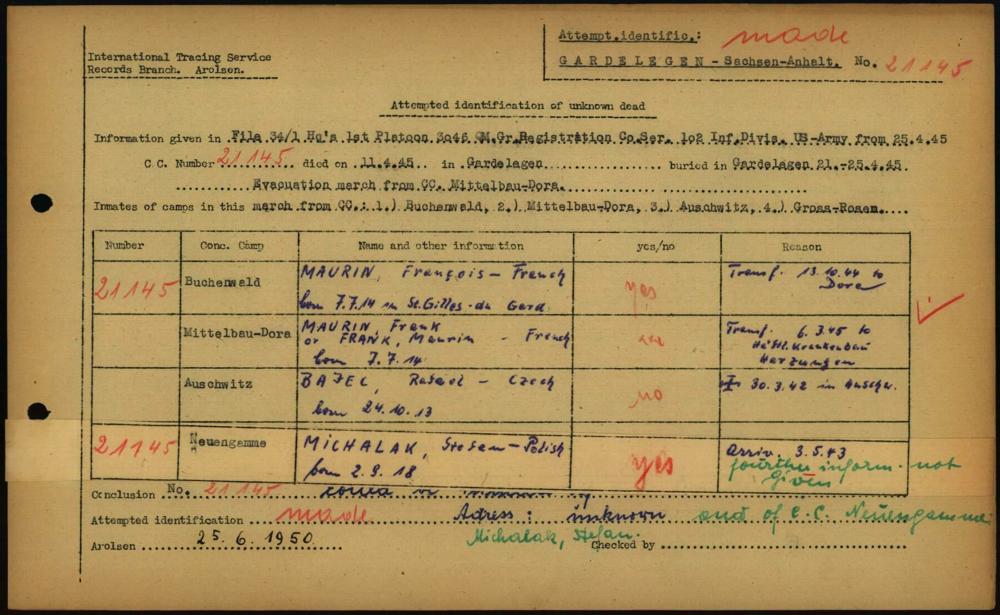 International Tracing Service
Records Branch. Arolsen.
Attempt.identific.: made
GARDELEGEN - Sachsen-Anhalt. No. 21145
Attempted identification of unknown dead
Information given in File 34/1 Hq's 1st Platoon 3046 QM.Gr.Registration Co.Ser. 102 Inf.Divis. US-Army from 25.4.45
C.C. Number 21145 died on 11.4.45 in Gardelagen buried in Gardelagen 21.-25.4.45
Evacuation march from CC. Mittelbau-Dora.
Inmates of camps in this march from CC.: 1.) Buchenwald, 2.) Mittelbau-Dora, 3.) Auschwitz, 4.) Gross-Rosen.
Number Conc. Camp Name and other information yes/no Reason
21145 Buchenwald MAURIN, François - French yes Transf. 13.10.44 to Dora
born 7.7.14 in St.Gilles-du Gard
Mittelbau-Dora MAURIN, Frank Transf. 6.3.45 to
or FRANK, Maurin - French Häftl.Krankenbau
born 7.7.14 Herzungen
Auschwitz - Czech no 30.3.42 in
born 24.10.13
21145 Neuengamme MICHALAK, Stefan - Polish yes Arriv. 3.5.43
born 2.9.18 fourther inform. not given
Conclusion No. 21145
Attempted identification made Adress: unknown and of C.C. Neuengamme
Arolsen 25.6.1950 Michalak, Stefan. Checked by